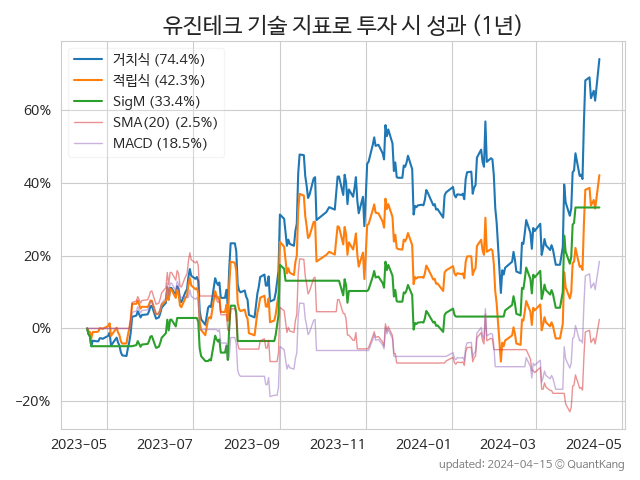 유진테크 기술 지표로 투자 시 성과 (1년)
거치식 (74.4%)
적립식 (42.3%)
SigM (33.4%)
SMA(20) (2.5%)
MACD (18.5%)
60%
40%
20%
0%
−20%
2023-05 2023-07 2023-09 2023-11 2024-01 2024-03 2024-05
updated: 2024-04-15 © QuantKang